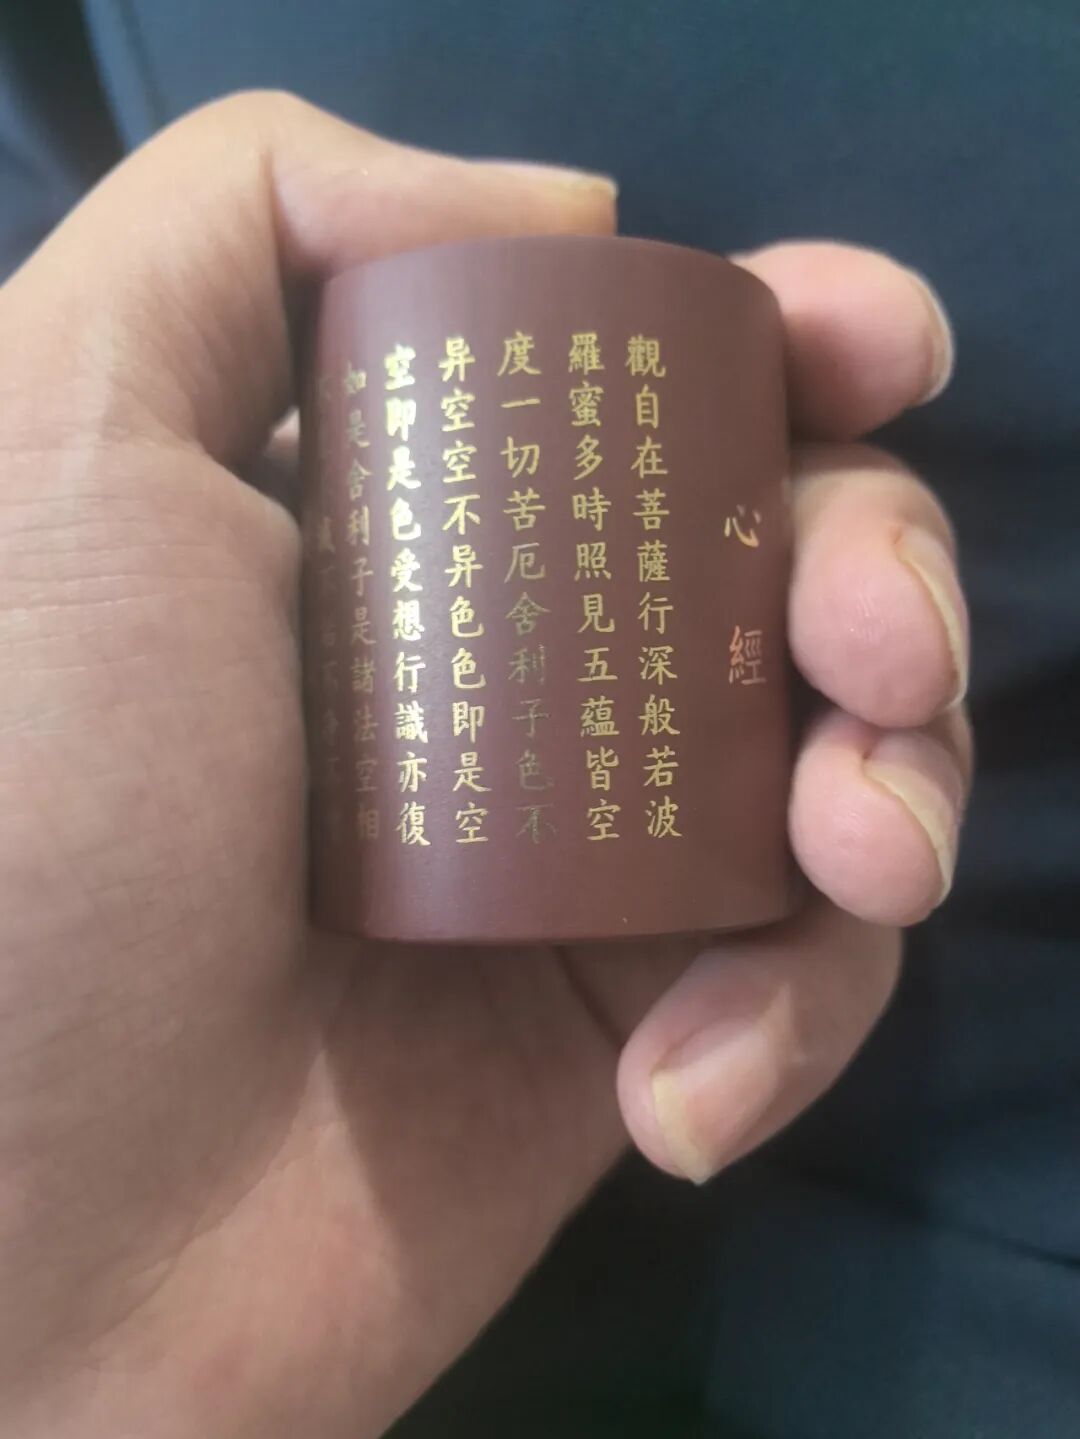 心經
觀自在菩薩行深般若波
羅蜜多時照見五蘊皆空
度一切苦厄舍利子色不
异空空不异色色即是空
空即是色受想行識亦復
如是舍利子是諸法空相